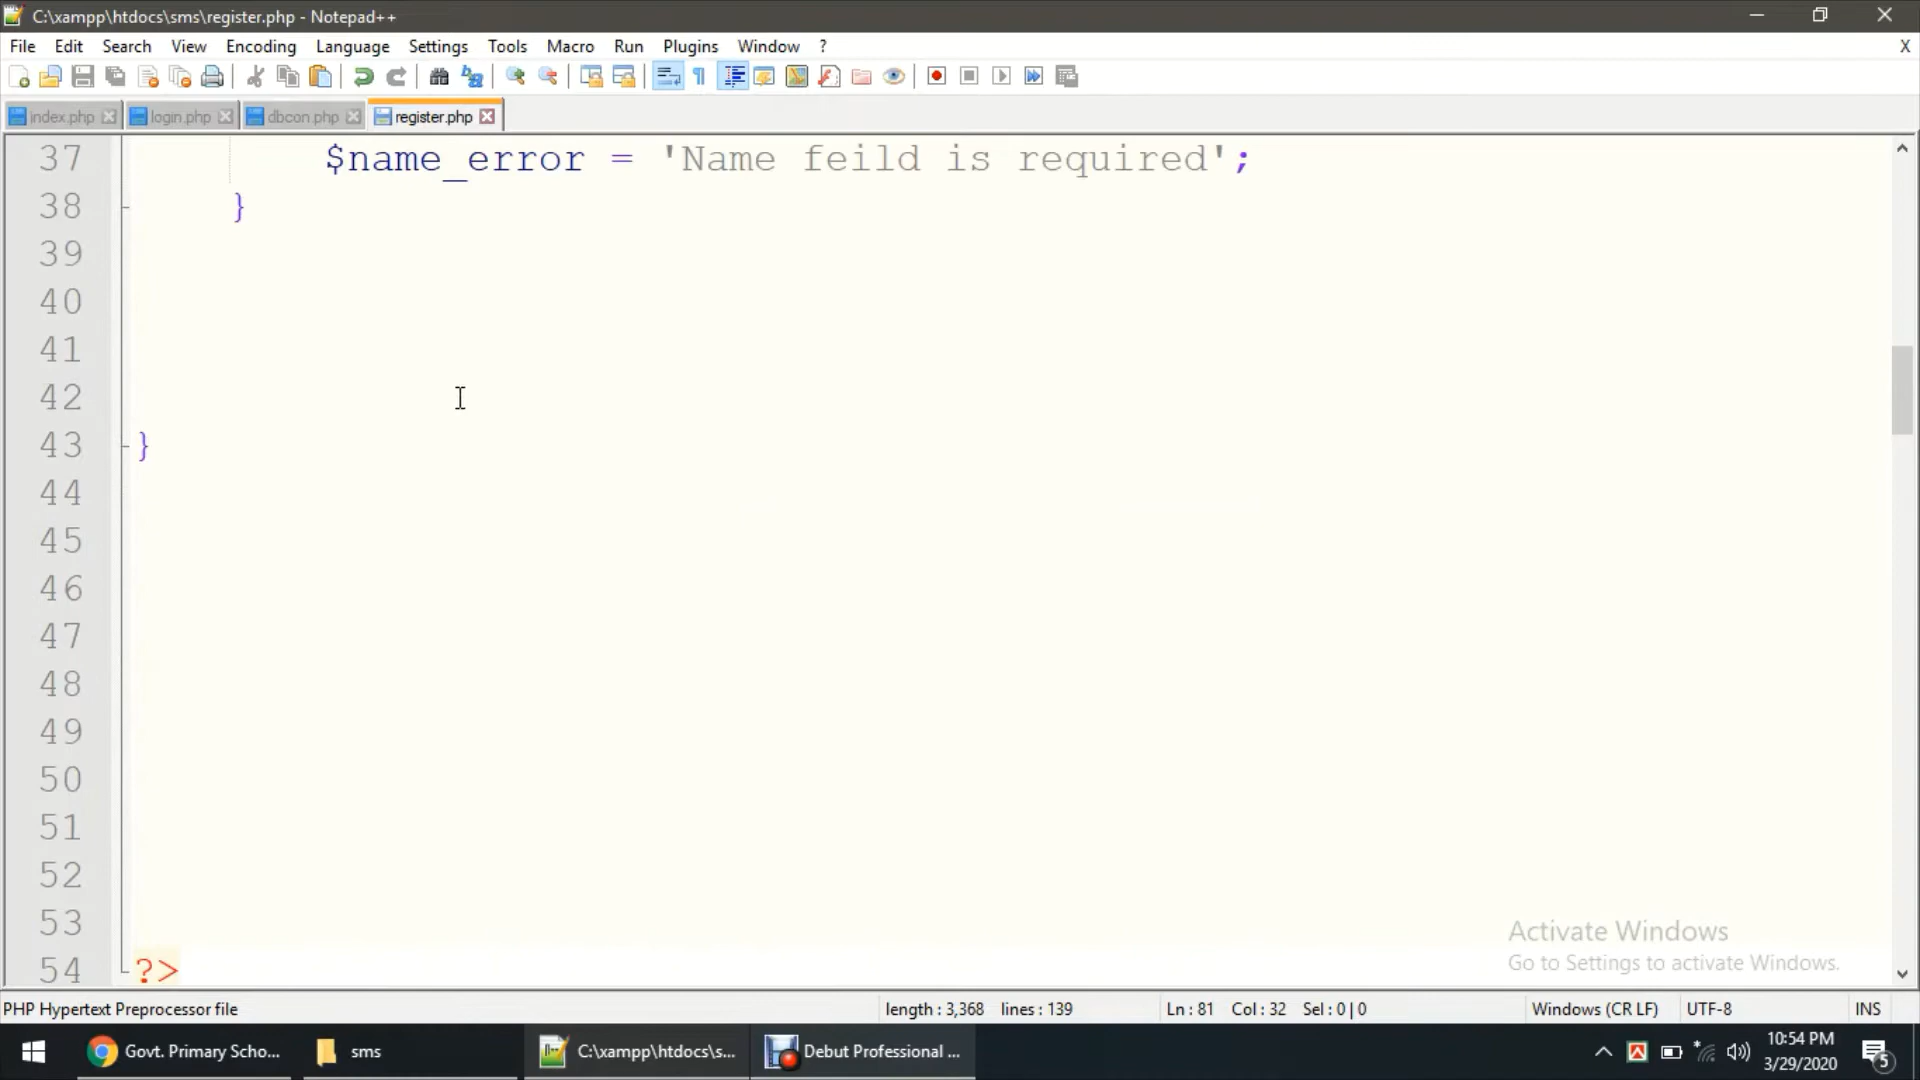 C:\xampp\htdocs\sms\register.php - Notepad++
File Edit Search View Encoding Language Settings Tools Macro Run Plugins Window ? X
index.php login.php dbcon.php register.php
37 $name_error = 'Name feild is required';
38 }
39
40
41
42
43 }
44
45
46
47
48
49
50
51
52
53
54 ?>
Activate Windows
Go to Settings to activate Windows.
PHP Hypertext Preprocessor file length : 3,368 lines : 139 Ln : 81 Col : 32 Sel : 0 | 0 Windows (CR LF) UTF-8 INS
Govt. Primary Scho... sms C:\xampp\htdocs\s... Debut Professional ... 10:54 PM
3/29/2020 5